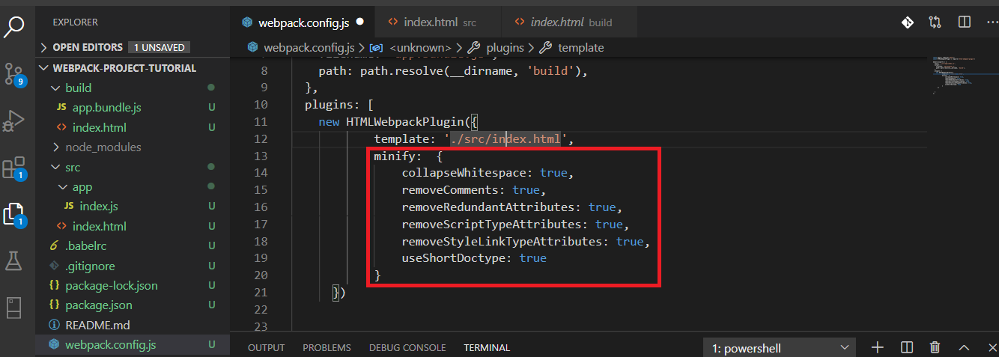 EXPLORER
OPEN EDITORS 1 UNSAVED
WEBPACK-PROJECT-TUTORIAL
build
JS app.bundle.js U
<> index.html U
node_modules
src
app
JS index.js U
<> index.html U
.babelrc U
.gitignore U
{} package-lock.json U
{} package.json U
README.md
webpack.config.js U
9
1
1
webpack.config.js
<> index.html src
<> index.html build
webpack.config.js > <unknown> > plugins > template
8 path: path.resolve(__dirname, 'build'),
9 },
10 plugins: [
11 new HTMLWebpackPlugin({
12 template: './src/index.html',
13 minify: {
14 collapseWhitespace: true,
15 removeComments: true,
16 removeRedundantAttributes: true,
17 removeScriptTypeAttributes: true,
18 removeStyleLinkTypeAttributes: true,
19 useShortDoctype: true
20 }
21 })
22
23
OUTPUT PROBLEMS DEBUG CONSOLE TERMINAL
1: powershell